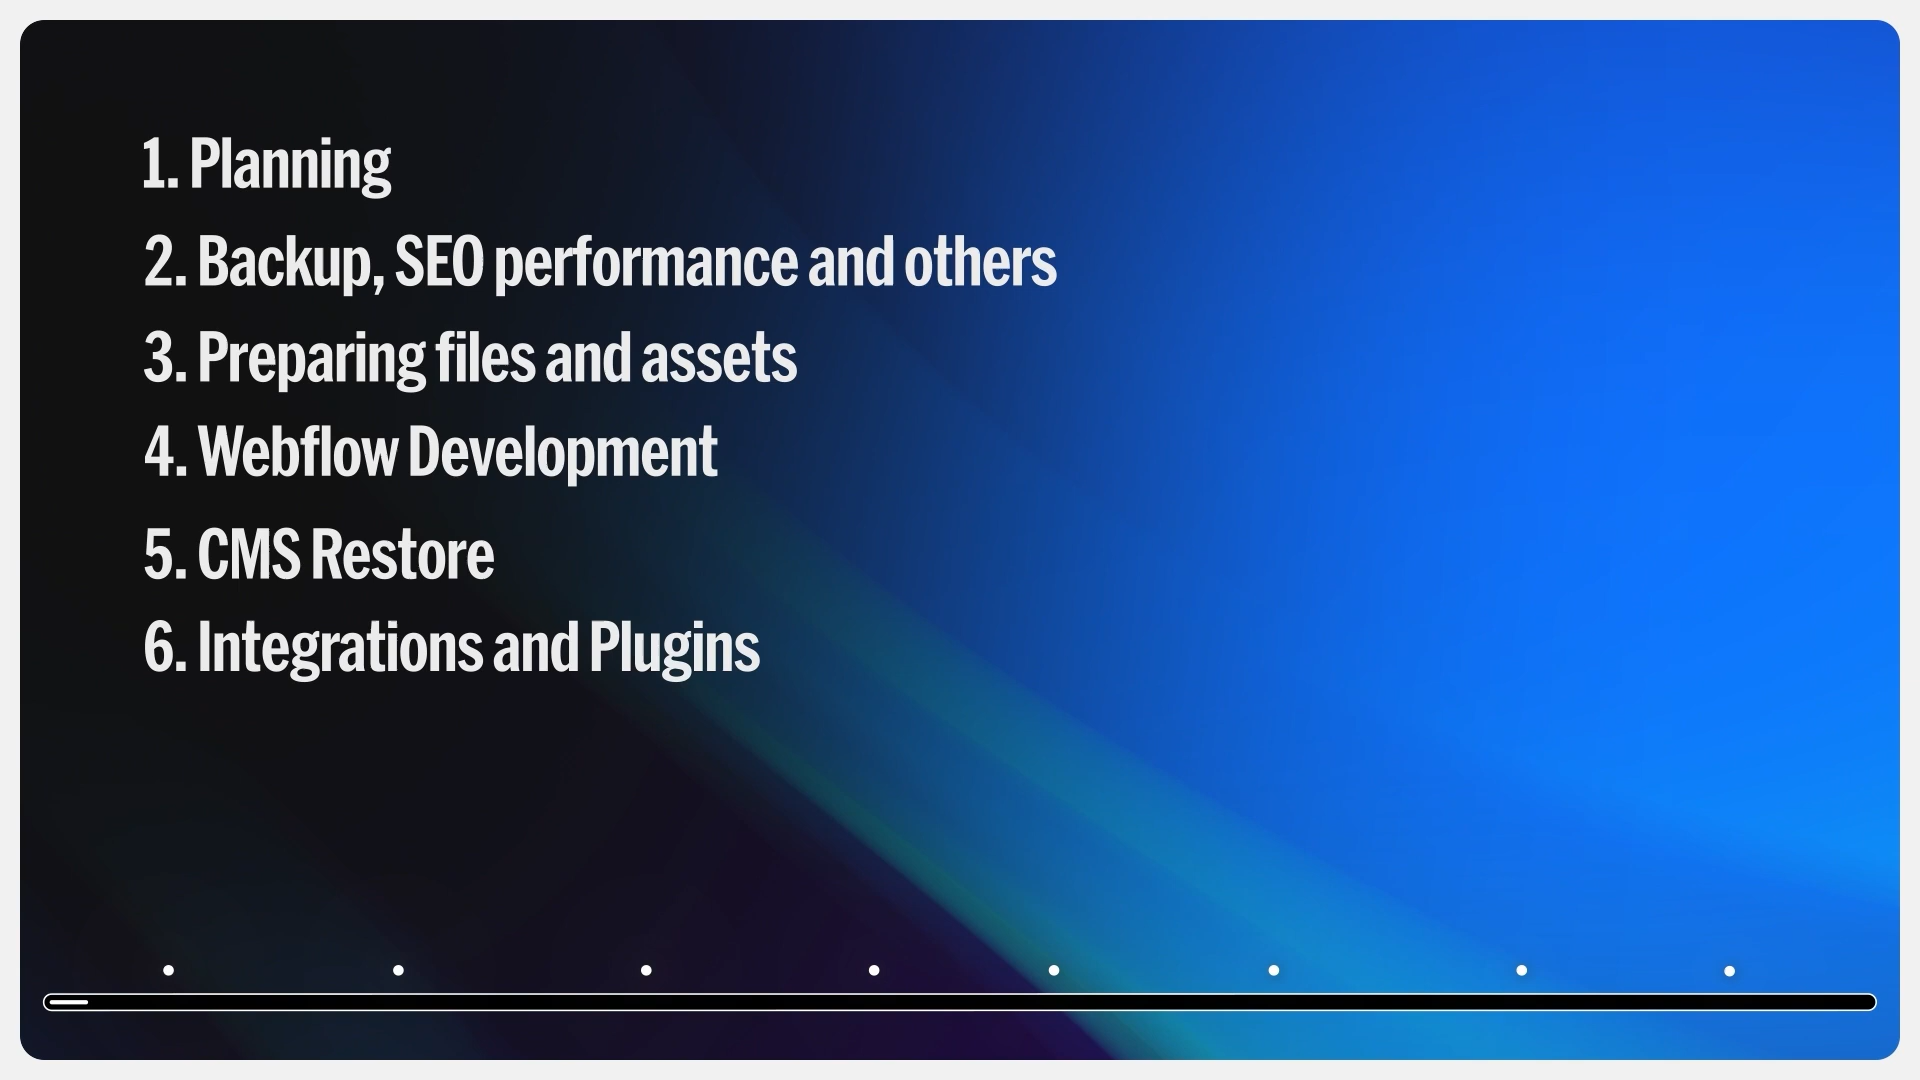 1. Planning
2. Backup, SEO performance and others
3. Preparing files and assets
4. Webflow Development
5. CMS Restore
6. Integrations and Plugins